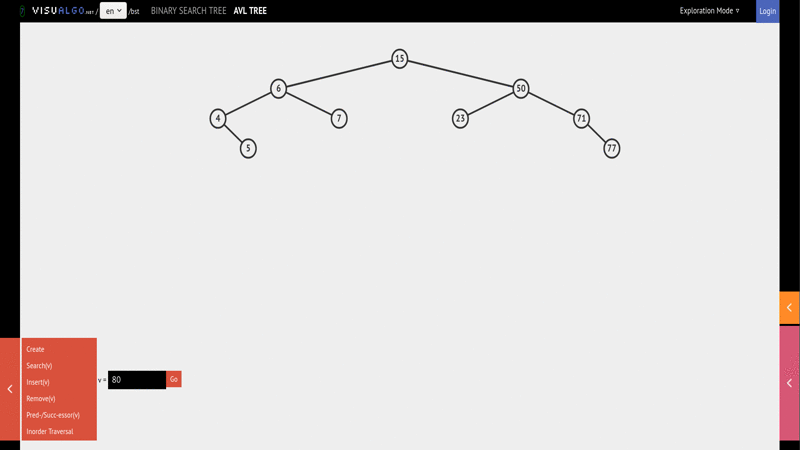 VISUALGO.NET / en /bst BINARY SEARCH TREE AVL TREE Exploration Mode ▿ Login
15
6 50
4 7 23 71
5 77
Create
Search(v)
Insert(v)
v = 80 Go
Remove(v)
Pred-/Succ-essor(v)
Inorder Traversal